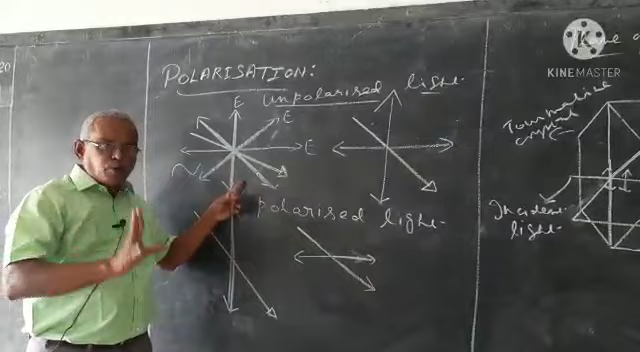 20
POLARISATION:
Unpolarised light-
E
E
E
polarised light-
Tourmaline
crystal
Incident
light-
KINEMASTER